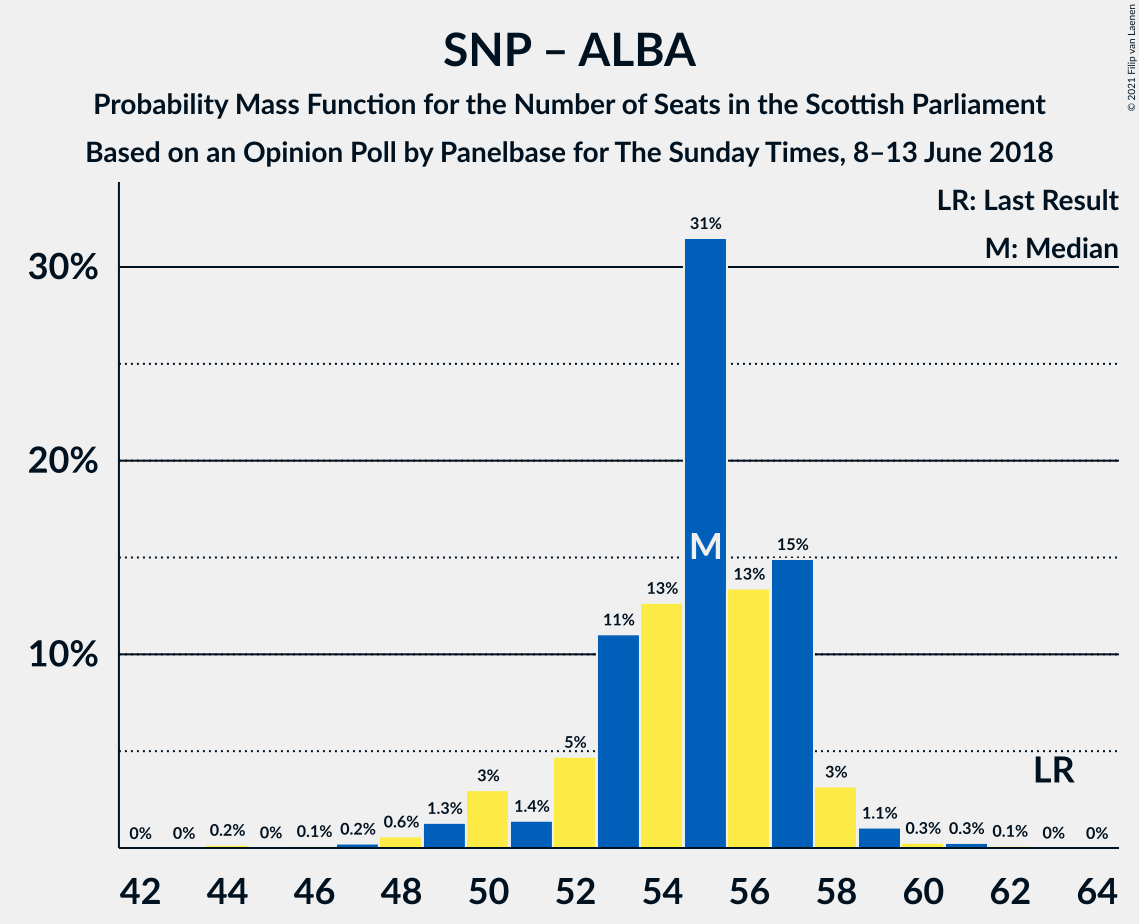 SNP – ALBA
Probability Mass Function for the Number of Seats in the Scottish Parliament
Based on an Opinion Poll by Panelbase for The Sunday Times, 8–13 June 2018
© 2021 Filip van Laenen
LR: Last Result
M: Median
30%
20%
10%
0% 0% 0.2% 0% 0.1% 0.2% 0.6% 1.3% 3% 1.4% 5% 11% 13% 31% 13% 15% 3% 1.1% 0.3% 0.3% 0.1% 0% 0%
M
LR
42 44 46 48 50 52 54 56 58 60 62 64